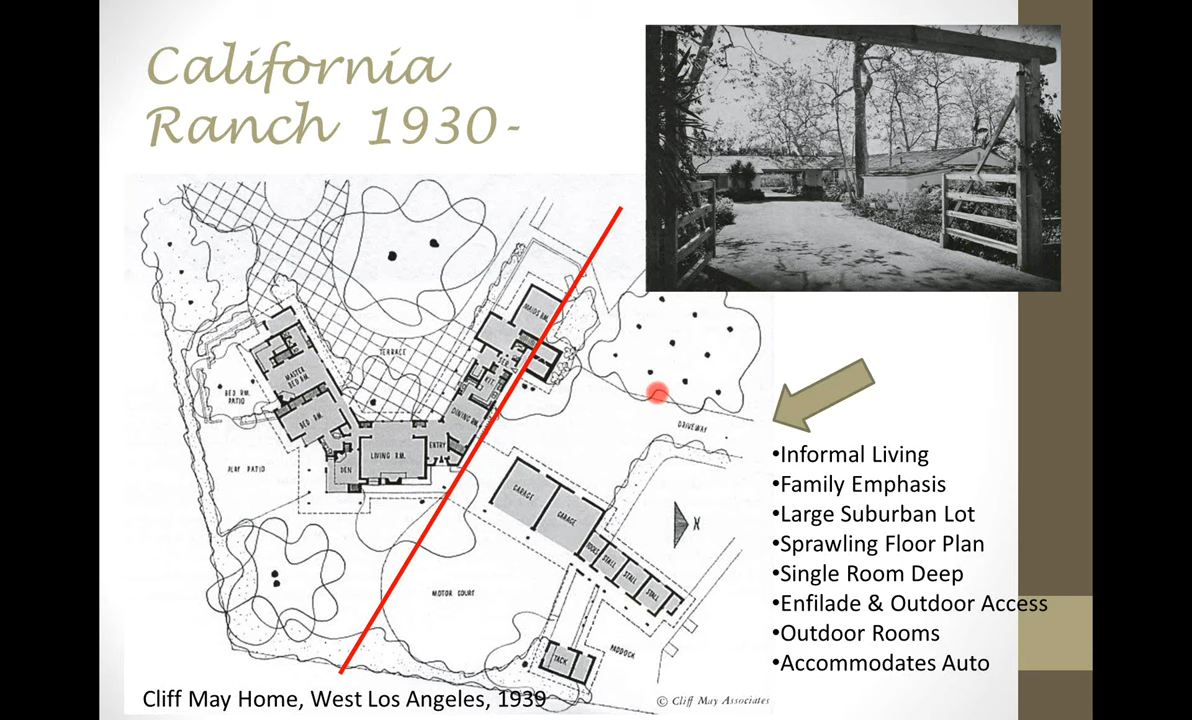 California
Ranch 1930-
MAIDS RM.
SER.
KIT.
TERRACE
MASTER
BED RM.
BED RM.
PATIO
BED RM.
DINING RM.
DRIVEWAY
ENTRY
LIVING RM.
PLAY PATIO
DEN
GARAGE
GARAGE
N
TOOLS
STALL
STALL
STALL
MOTOR COURT
TACK
PADDOCK
•Informal Living
•Family Emphasis
•Large Suburban Lot
•Sprawling Floor Plan
•Single Room Deep
•Enfilade & Outdoor Access
•Outdoor Rooms
•Accommodates Auto
Cliff May Home, West Los Angeles, 1939
© Cliff May Associates